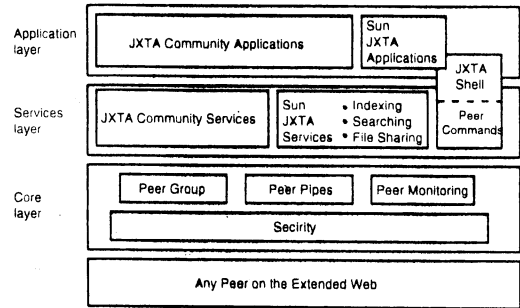 Application
layer
JXTA Community Applications
Sun
JXTA
Applications
JXTA
Shell
Services
layer
JXTA Community Services
Sun
JXTA
Services
• Indexing
• Searching
• File Sharing
Peer
Commands
Core
layer
Peer Group
Peer Pipes
Peer Monitoring
Secirity
Any Peer on the Extended Web